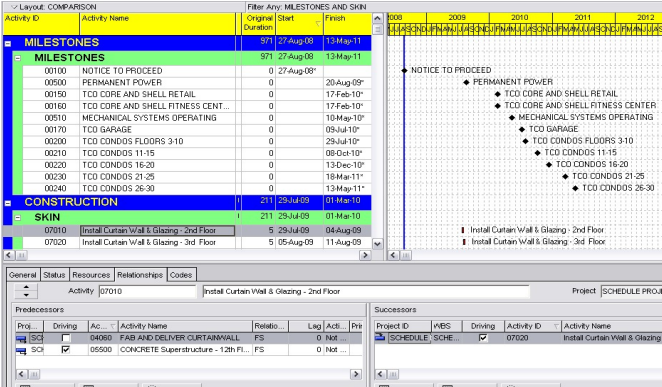 Layout: COMPARISON Filter Any: MILESTONES AND SKIN
Activity ID Activity Name Original Duration Start Finish 2008 2009 2010 2011 2012
MILESTONES 971 27-Aug-08 13-May-11
MILESTONES 971 27-Aug-08 13-May-11
00100 NOTICE TO PROCEED 0 27-Aug-08* NOTICE TO PROCEED
00500 PERMANENT POWER 0 20-Aug-09* PERMANENT POWER
00150 TCO CORE AND SHELL RETAIL 0 17-Feb-10* TCO CORE AND SHELL RETAIL
00160 TCO CORE AND SHELL FITNESS CENT... 0 17-Feb-10* TCO CORE AND SHELL FITNESS CENTER
00510 MECHANICAL SYSTEMS OPERATING 0 10-May-10* MECHANICAL SYSTEMS OPERATING
00170 TCO GARAGE 0 09-Jul-10* TCO GARAGE
00200 TCO CONDOS FLOORS 3-10 0 29-Jul-10* TCO CONDOS FLOORS 3-10
00210 TCO CONDOS 11-15 0 08-Oct-10* TCO CONDOS 11-15
00220 TCO CONDOS 16-20 0 13-Dec-10* TCO CONDOS 16-20
00230 TCO CONDOS 21-25 0 18-Mar-11* TCO CONDOS 21-25
00240 TCO CONDOS 26-30 0 13-May-11* TCO CONDOS 26-30
CONSTRUCTION 211 29-Jul-09 01-Mar-10
SKIN 211 29-Jul-09 01-Mar-10
07010 Install Curtain Wall & Glazing - 2nd Floor 5 29-Jul-09 04-Aug-09 Install Curtain Wall & Glazing - 2nd Floor
07020 Install Curtain Wall & Glazing - 3rd Floor 5 05-Aug-09 11-Aug-09 Install Curtain Wall & Glazing - 3rd Floor
General Status Resources Relationships Codes
Activity 07010 Install Curtain Wall & Glazing - 2nd Floor Project SCHEDULE PROJ
Predecessors Successors
Proj... Driving Ac... Activity Name Relatio... Lag Acti... Prir Project ID WBS Driving Activity ID Activity Name
SCH 04060 FAB AND DELIVER CURTAINWALL FS 0 Not ... SCHEDULE SCHE... 07020 Install Curtain Wall & Glazing
SCH 05500 CONCRETE Superstructure - 12th Fl... FS 0 Not ...